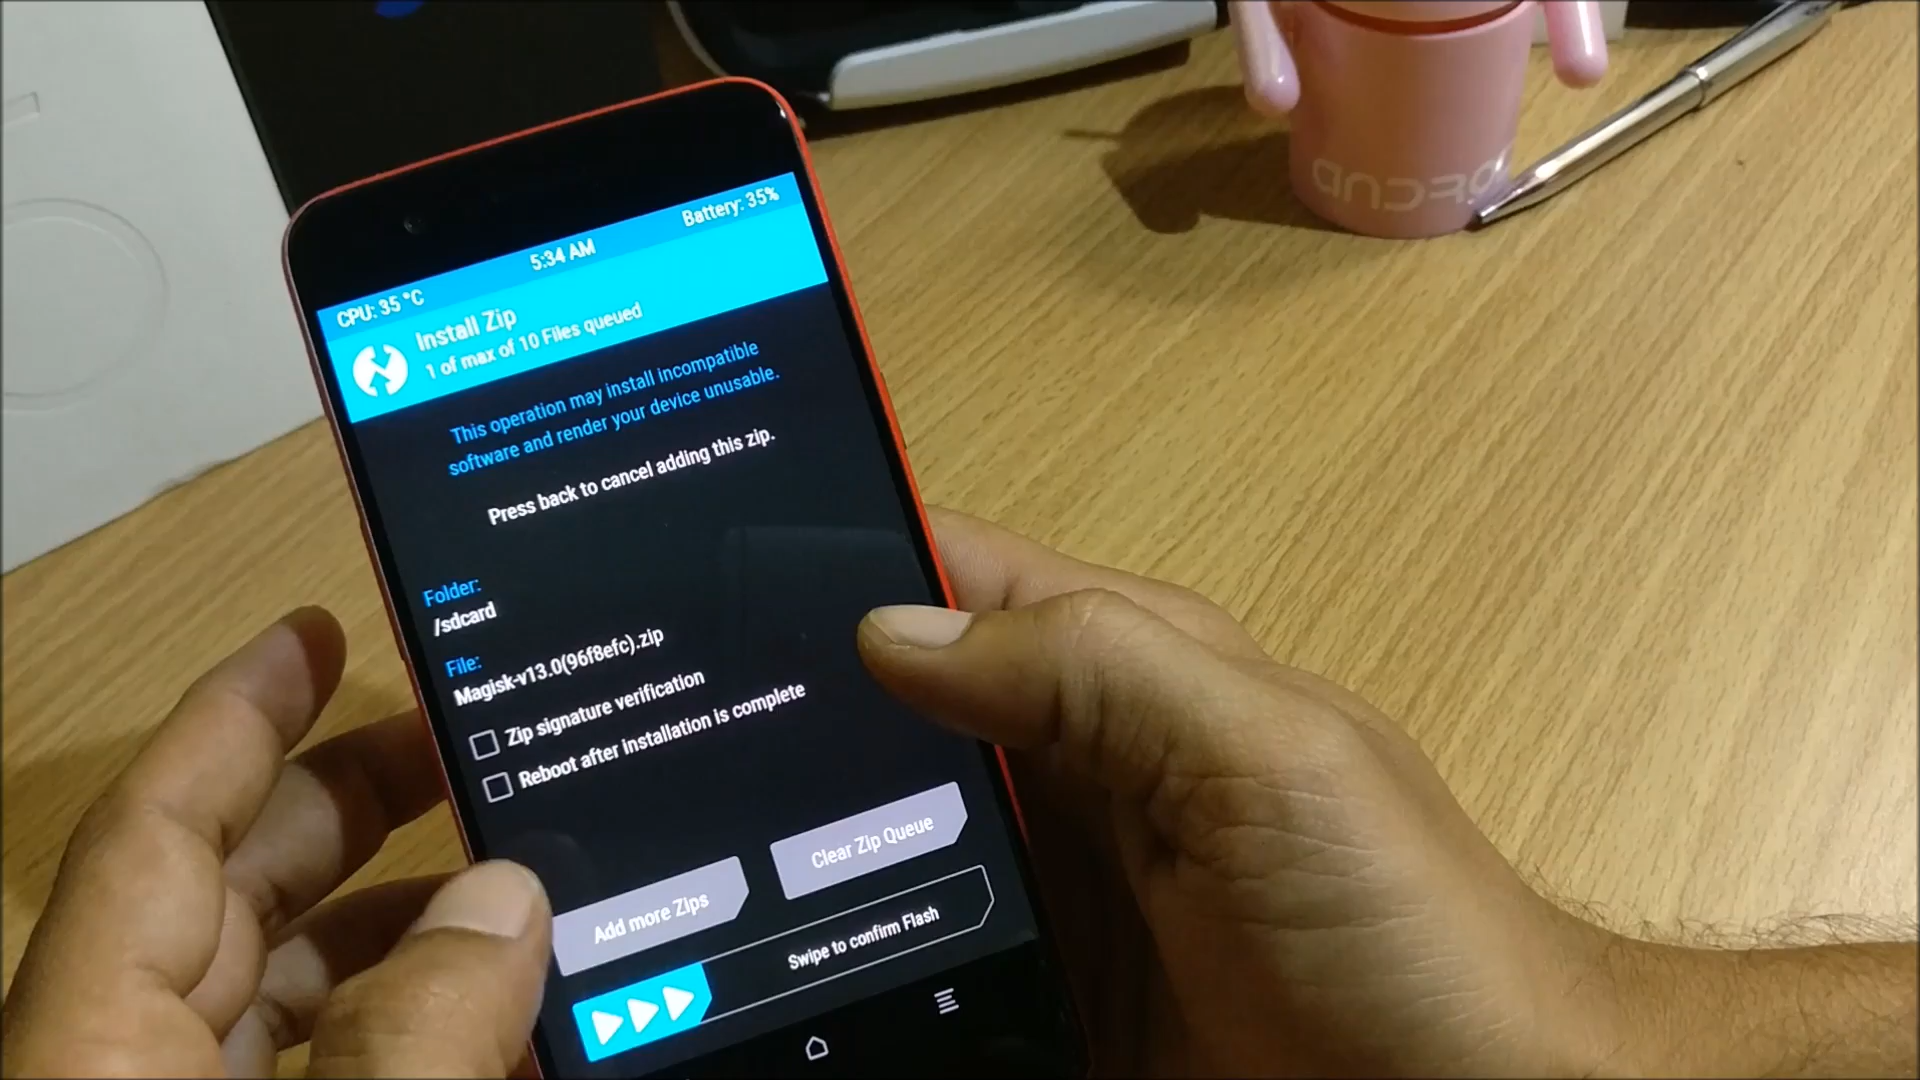 Battery: 35%
5:34 AM
CPU: 35 °C
Install Zip
1 of max of 10 Files queued
This operation may install incompatible
software and render your device unusable.
Press back to cancel adding this zip.
Folder:
/sdcard
File:
Magisk-v13.0(96f8efc).zip
Zip signature verification
Reboot after installation is complete
Add more Zips
Clear Zip Queue
Swipe to confirm Flash